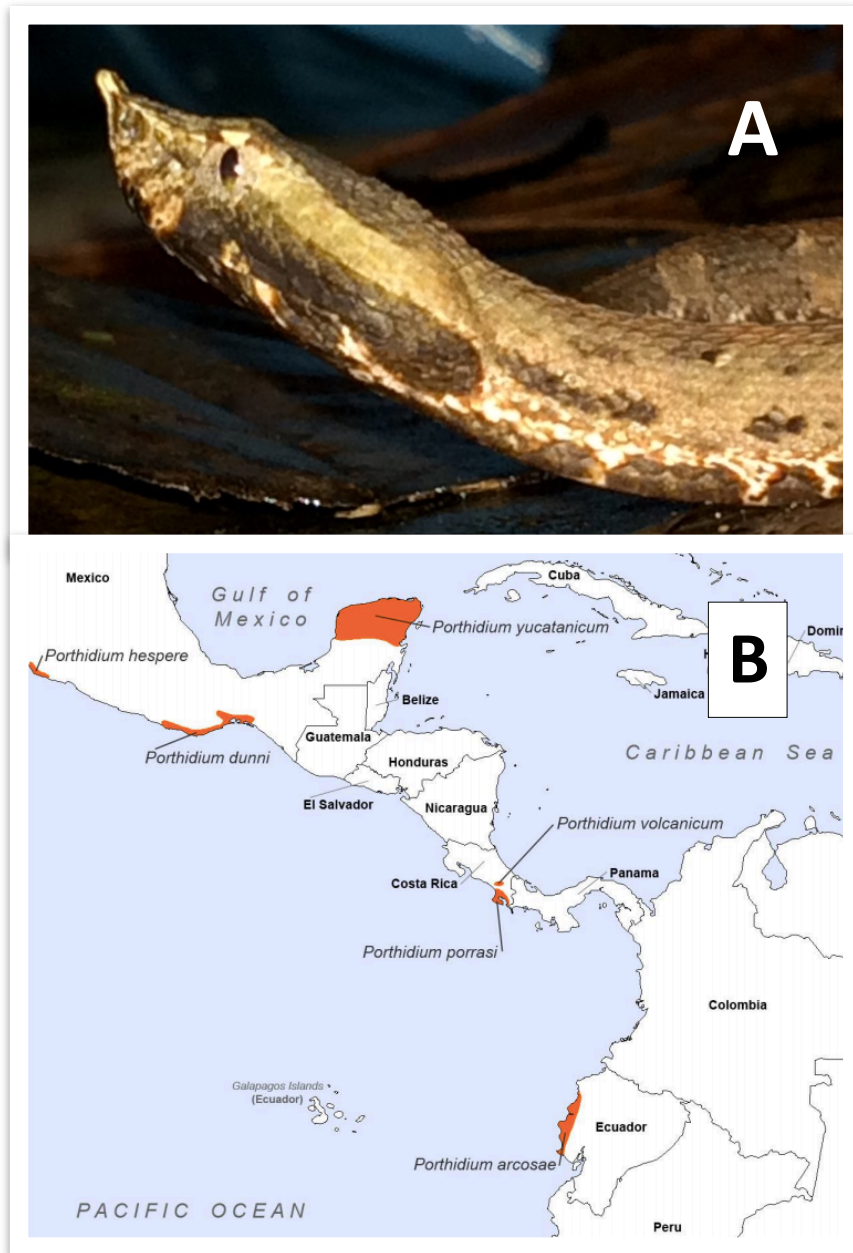 A
Mexico
Gulf of
Mexico
Cuba
Porthidium yucatanicum
B
Domin
Porthidium hespere
H
Jamaica
Belize
Guatemala
Caribbean Sea
Porthidium dunni
Honduras
El Salvador
Nicaragua
Porthidium volcanicum
Costa Rica
Panama
Porthidium porrasi
Colombia
Galapagos Islands
(Ecuador)
Ecuador
Porthidium arcosae
PACIFIC OCEAN
Peru